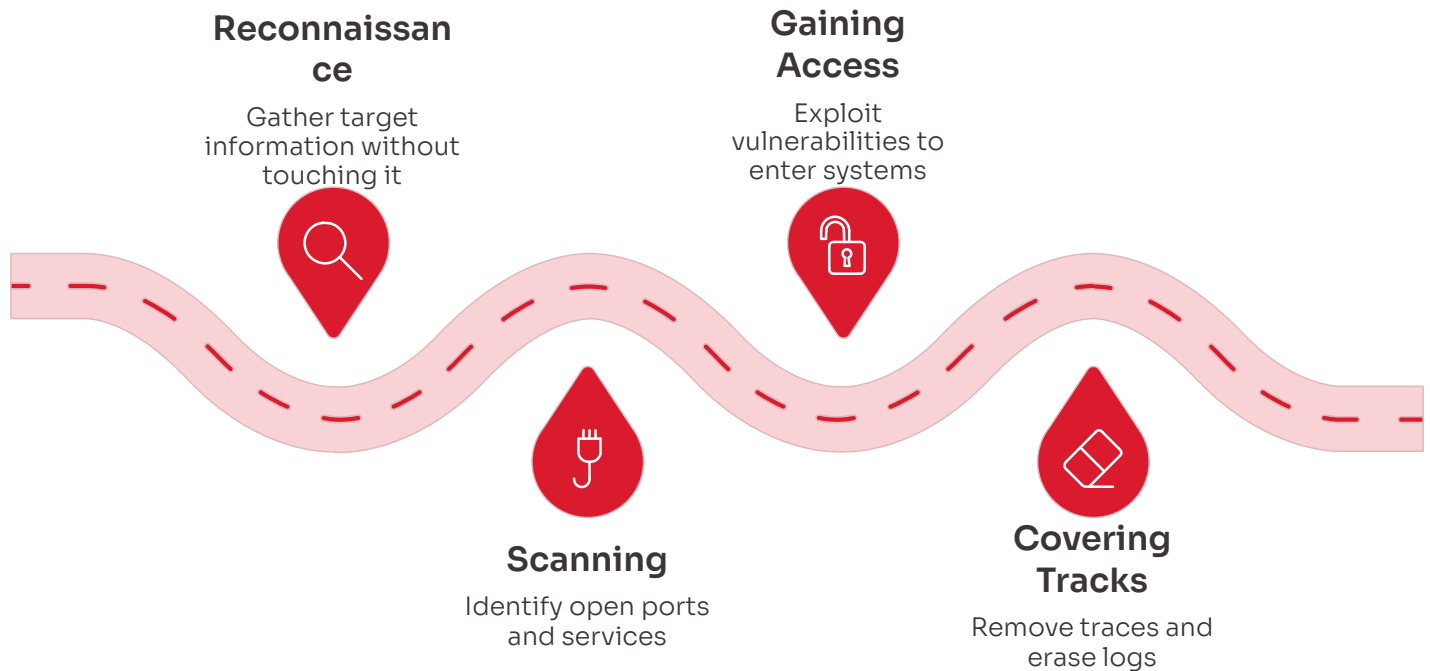 Reconnaissan
ce
Gather target
information without
touching it
Scanning
Identify open ports
and services
Gaining
Access
Exploit
vulnerabilities to
enter systems
Covering
Tracks
Remove traces and
erase logs